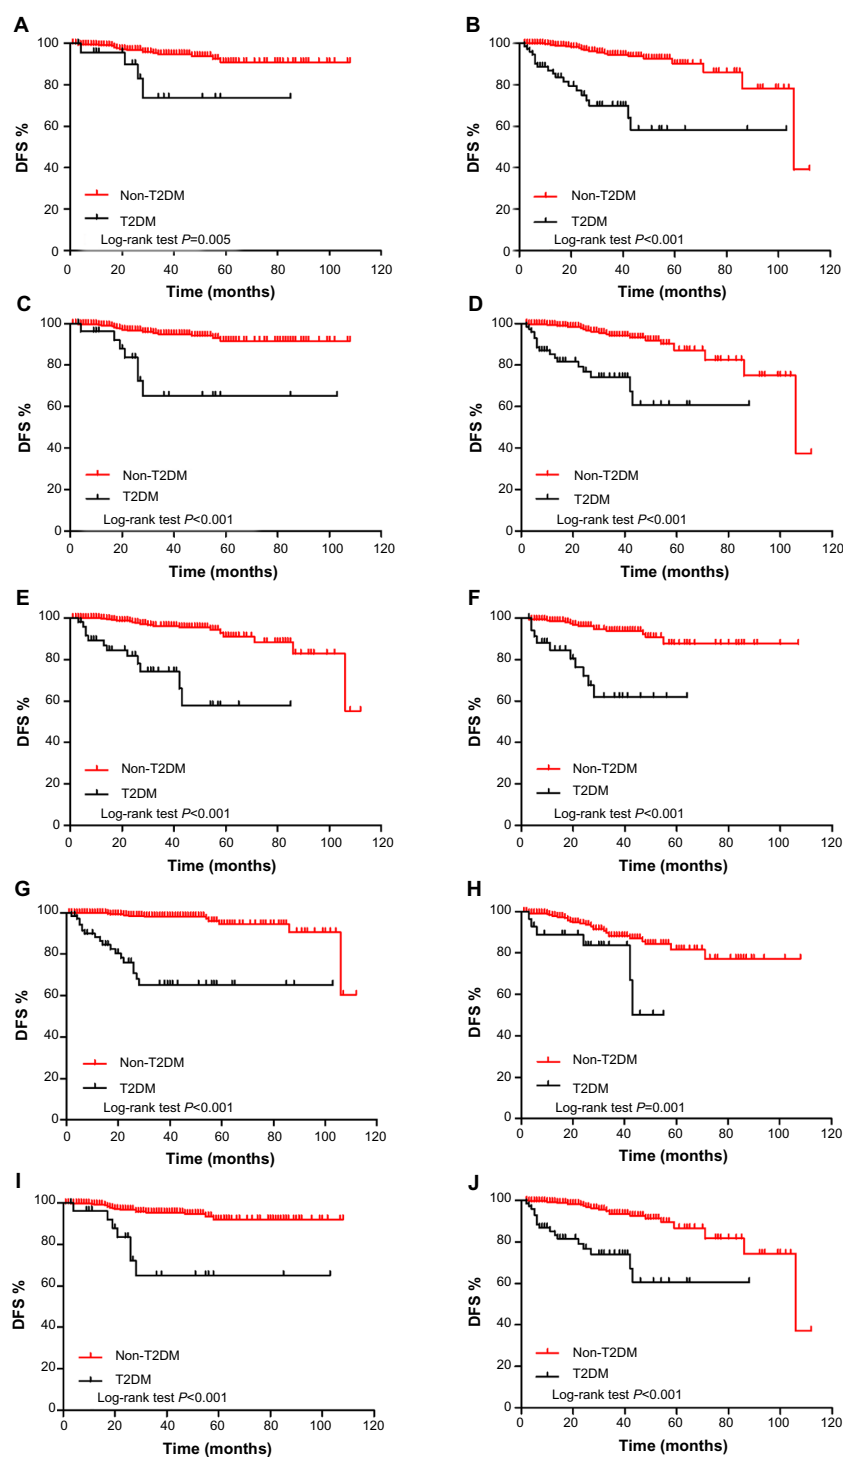 A
100
80
60
40
20
0
DFS %
Non-T2DM
T2DM
Log-rank test P=0.005
0 20 40 60 80 100 120
Time (months)
B
100
80
60
40
20
0
DFS %
Non-T2DM
T2DM
Log-rank test P<0.001
0 20 40 60 80 100 120
Time (months)
C
100
80
60
40
20
0
DFS %
Non-T2DM
T2DM
Log-rank test P<0.001
0 20 40 60 80 100 120
Time (months)
D
100
80
60
40
20
0
DFS %
Non-T2DM
T2DM
Log-rank test P<0.001
0 20 40 60 80 100 120
Time (months)
E
100
80
60
40
20
0
DFS %
Non-T2DM
T2DM
Log-rank test P<0.001
0 20 40 60 80 100 120
Time (months)
F
100
80
60
40
20
0
DFS %
Non-T2DM
T2DM
Log-rank test P<0.001
0 20 40 60 80 100 120
Time (months)
G
100
80
60
40
20
0
DFS %
Non-T2DM
T2DM
Log-rank test P<0.001
0 20 40 60 80 100 120
Time (months)
H
100
80
60
40
20
0
DFS %
Non-T2DM
T2DM
Log-rank test P=0.001
0 20 40 60 80 100 120
Time (months)
I
100
80
60
40
20
0
DFS %
Non-T2DM
T2DM
Log-rank test P<0.001
0 20 40 60 80 100 120
Time (months)
J
100
80
60
40
20
0
DFS %
Non-T2DM
T2DM
Log-rank test P<0.001
0 20 40 60 80 100 120
Time (months)